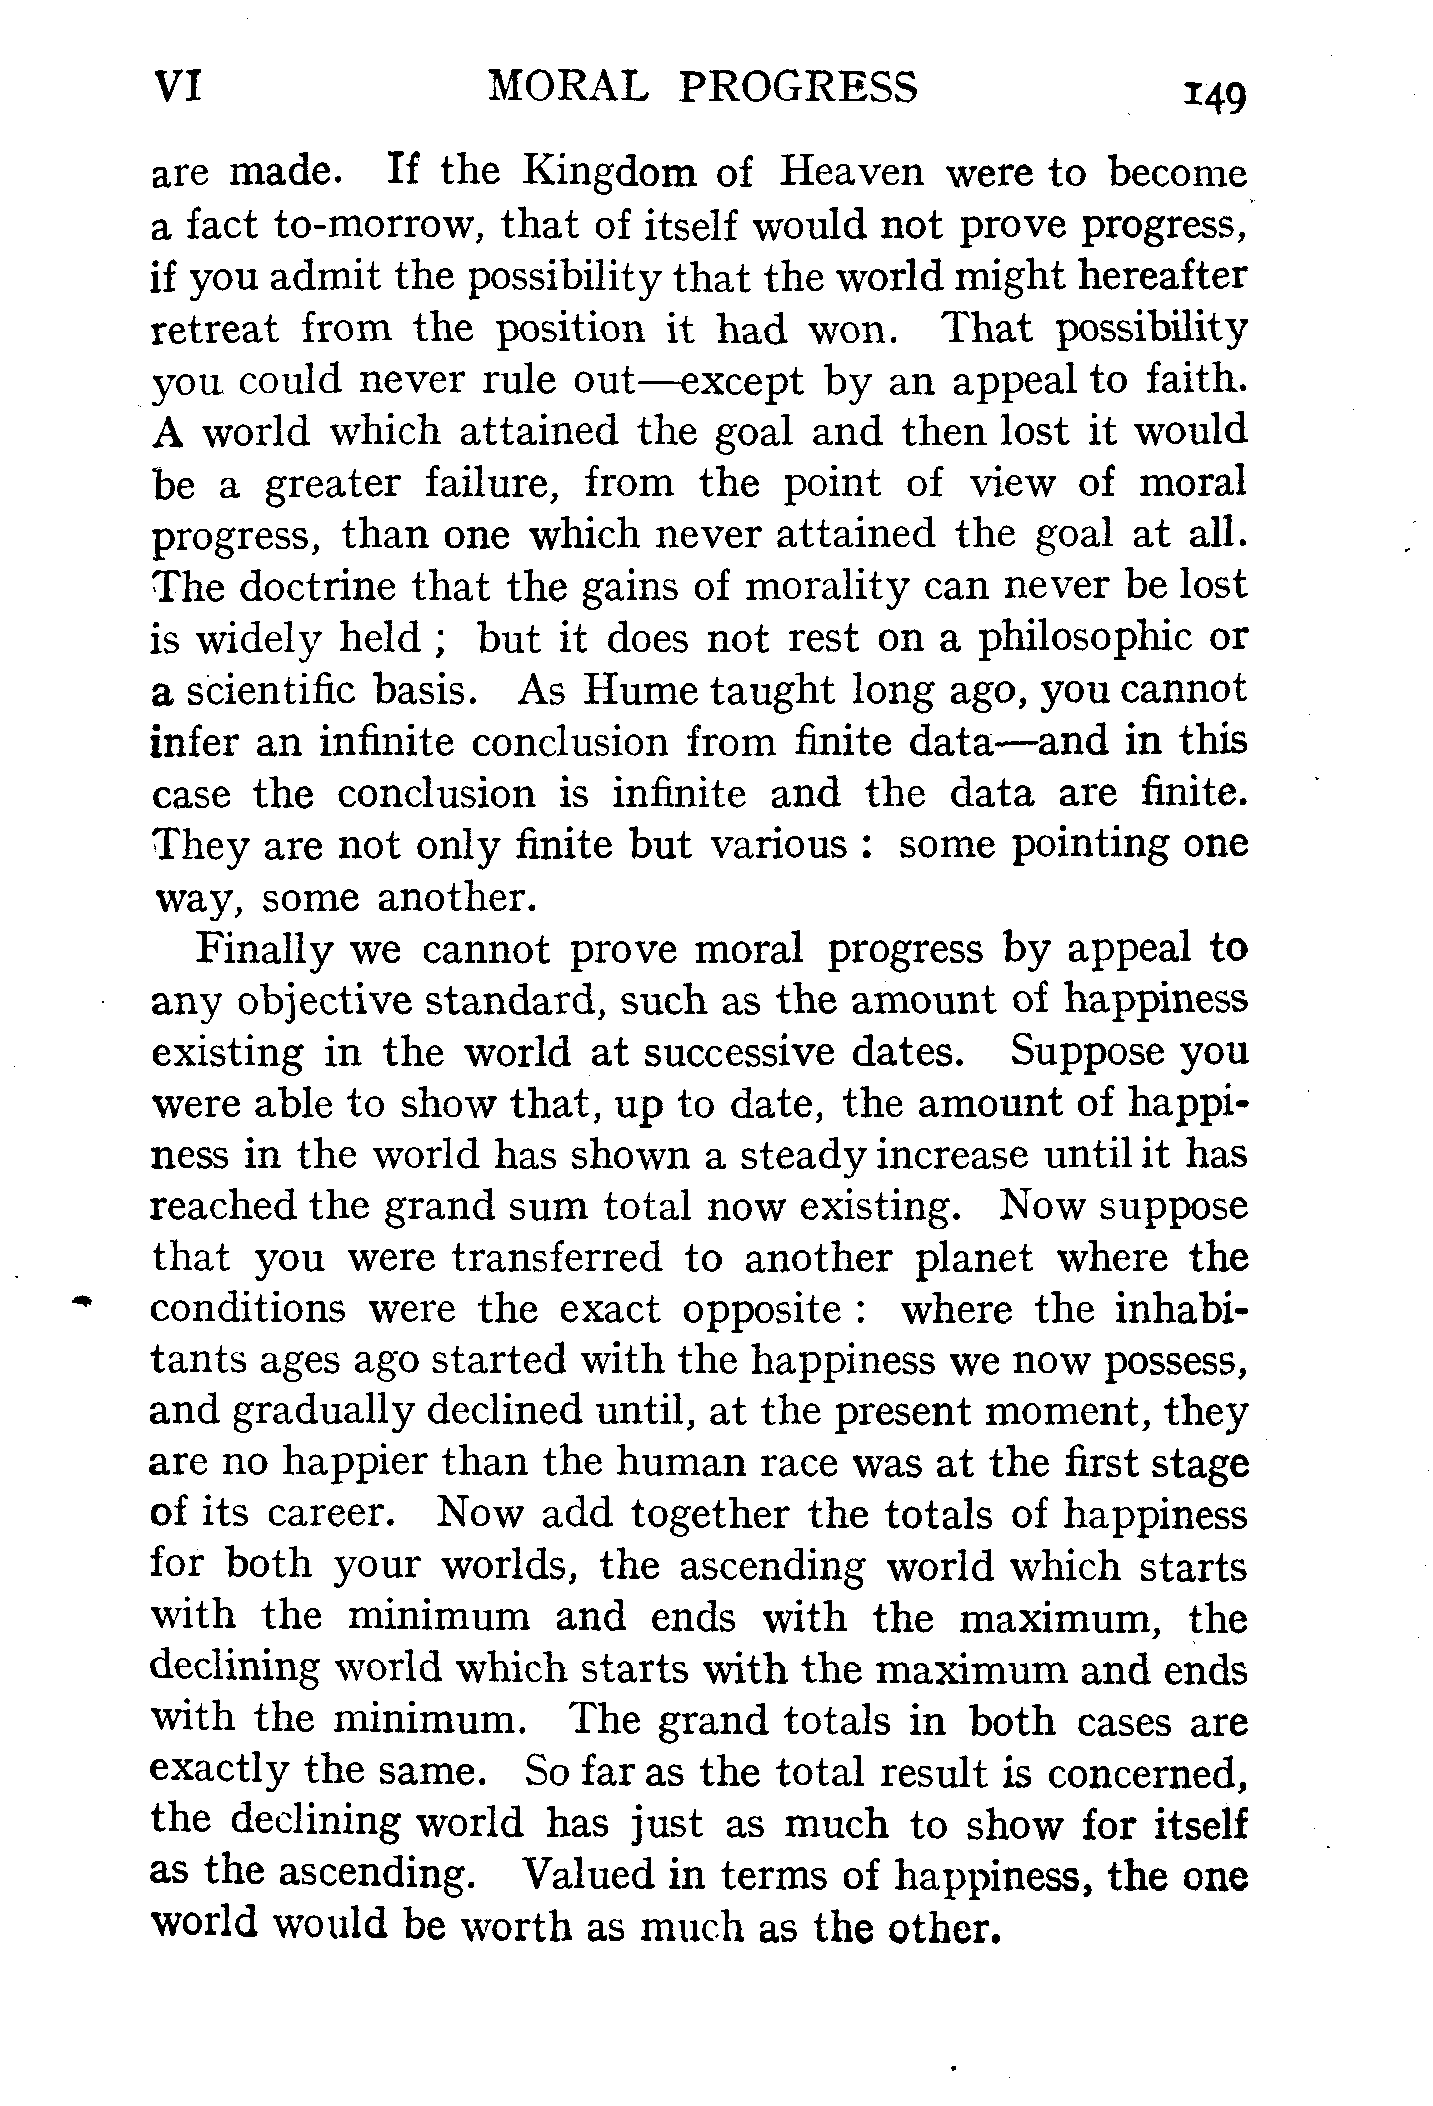 VI MORAL PROGRESS 149
are made. If the Kingdom of Heaven were to become
a fact to-morrow, that of itself would not prove progress,
if you admit the possibility that the world might hereafter
retreat from the position it had won. That possibility
you could never rule out—except by an appeal to faith.
A world which attained the goal and then lost it would
be a greater failure, from the point of view of moral
progress, than one which never attained the goal at all.
The doctrine that the gains of morality can never be lost
is widely held ; but it does not rest on a philosophic or
a scientific basis. As Hume taught long ago, you cannot
infer an infinite conclusion from finite data—and in this
case the conclusion is infinite and the data are finite.
They are not only finite but various : some pointing one
way, some another.
Finally we cannot prove moral progress by appeal to
any objective standard, such as the amount of happiness
existing in the world at successive dates. Suppose you
were able to show that, up to date, the amount of happi-
ness in the world has shown a steady increase until it has
reached the grand sum total now existing. Now suppose
that you were transferred to another planet where the
conditions were the exact opposite : where the inhabi-
tants ages ago started with the happiness we now possess,
and gradually declined until, at the present moment, they
are no happier than the human race was at the first stage
of its career. Now add together the totals of happiness
for both your worlds, the ascending world which starts
with the minimum and ends with the maximum, the
declining world which starts with the maximum and ends
with the minimum. The grand totals in both cases are
exactly the same. So far as the total result is concerned,
the declining world has just as much to show for itself
as the ascending. Valued in terms of happiness, the one
world would be worth as much as the other.